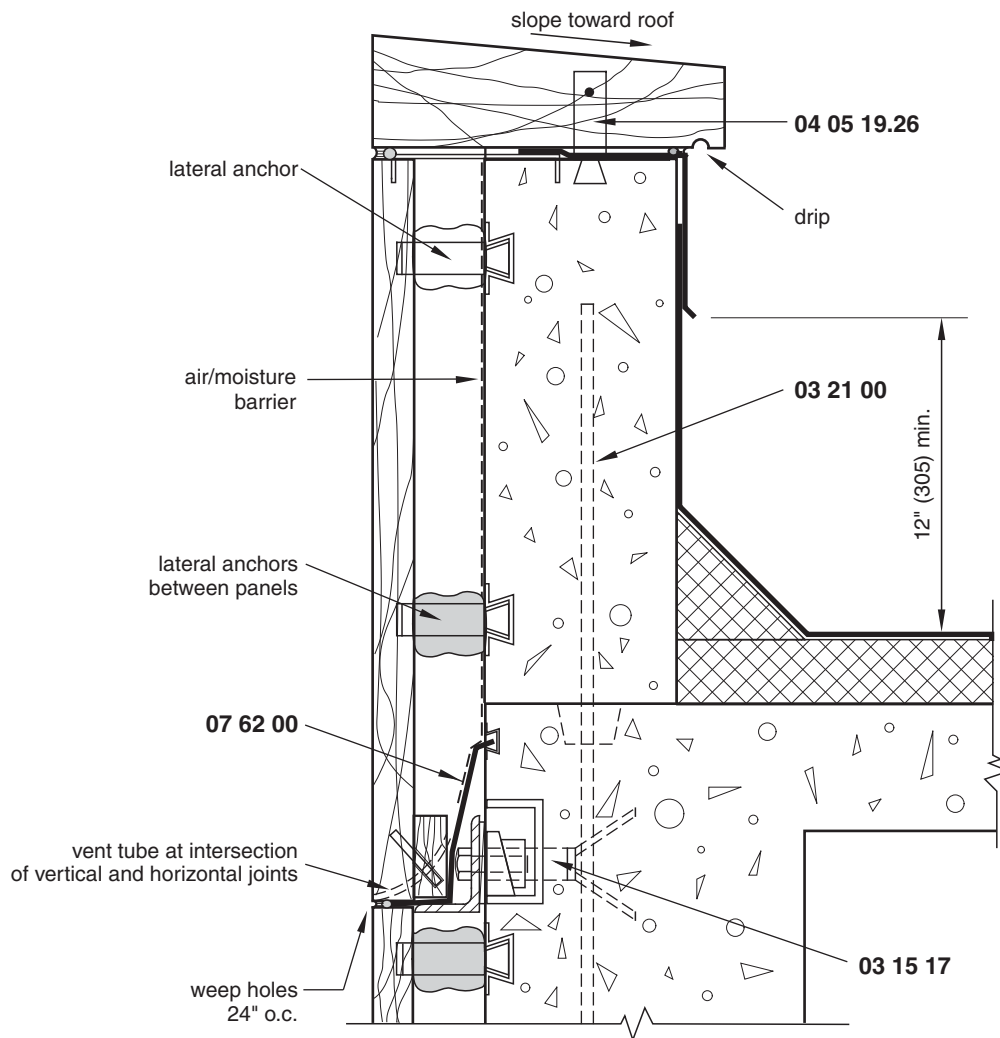 slope toward roof
04 05 19.26
lateral anchor
drip
air/moisture
barrier
03 21 00
12" (305) min.
lateral anchors
between panels
07 62 00
vent tube at intersection
of vertical and horizontal joints
03 15 17
weep holes
24" o.c.